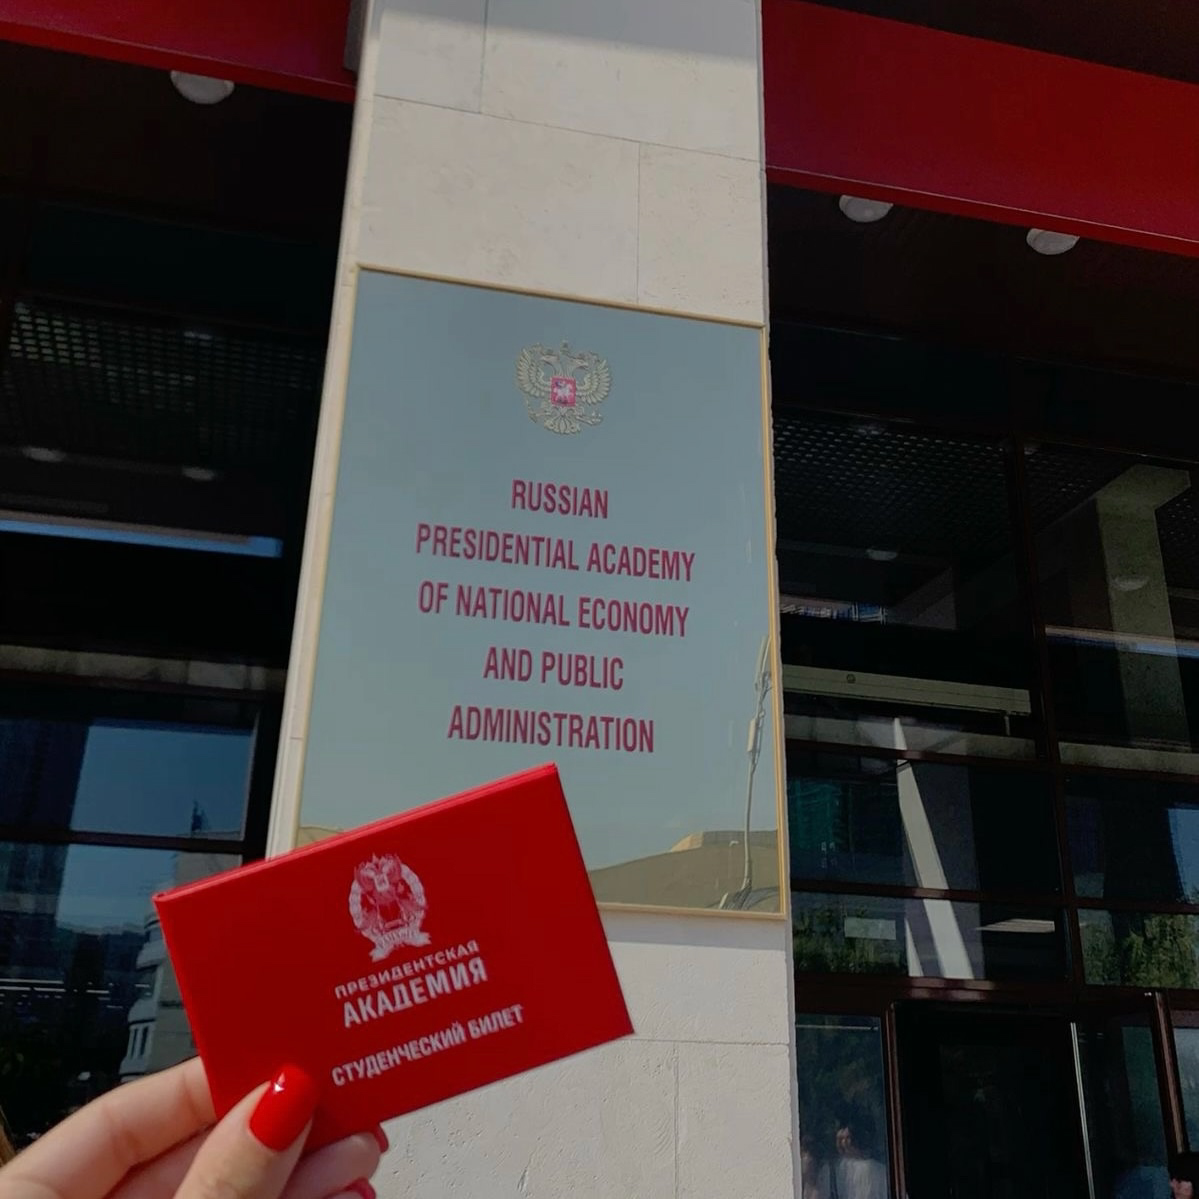 RUSSIAN
PRESIDENTIAL ACADEMY
OF NATIONAL ECONOMY
AND PUBLIC
ADMINISTRATION
ПРЕЗИДЕНТСКАЯ
АКАДЕМИЯ
СТУДЕНЧЕСКИЙ БИЛЕТ